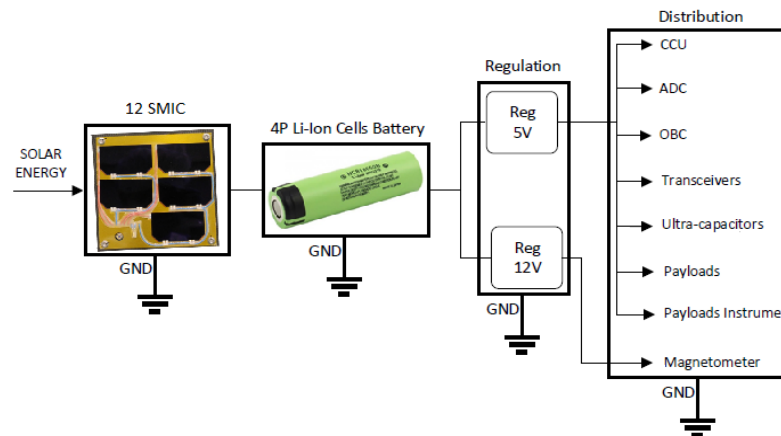 Distribution
Regulation
12 SMIC
4P Li-Ion Cells Battery
SOLAR
ENERGY
Reg
5V
Reg
12V
CCU
ADC
OBC
Transceivers
Ultra-capacitors
Payloads
Payloads Instrume
Magnetometer
GND
GND
GND
GND